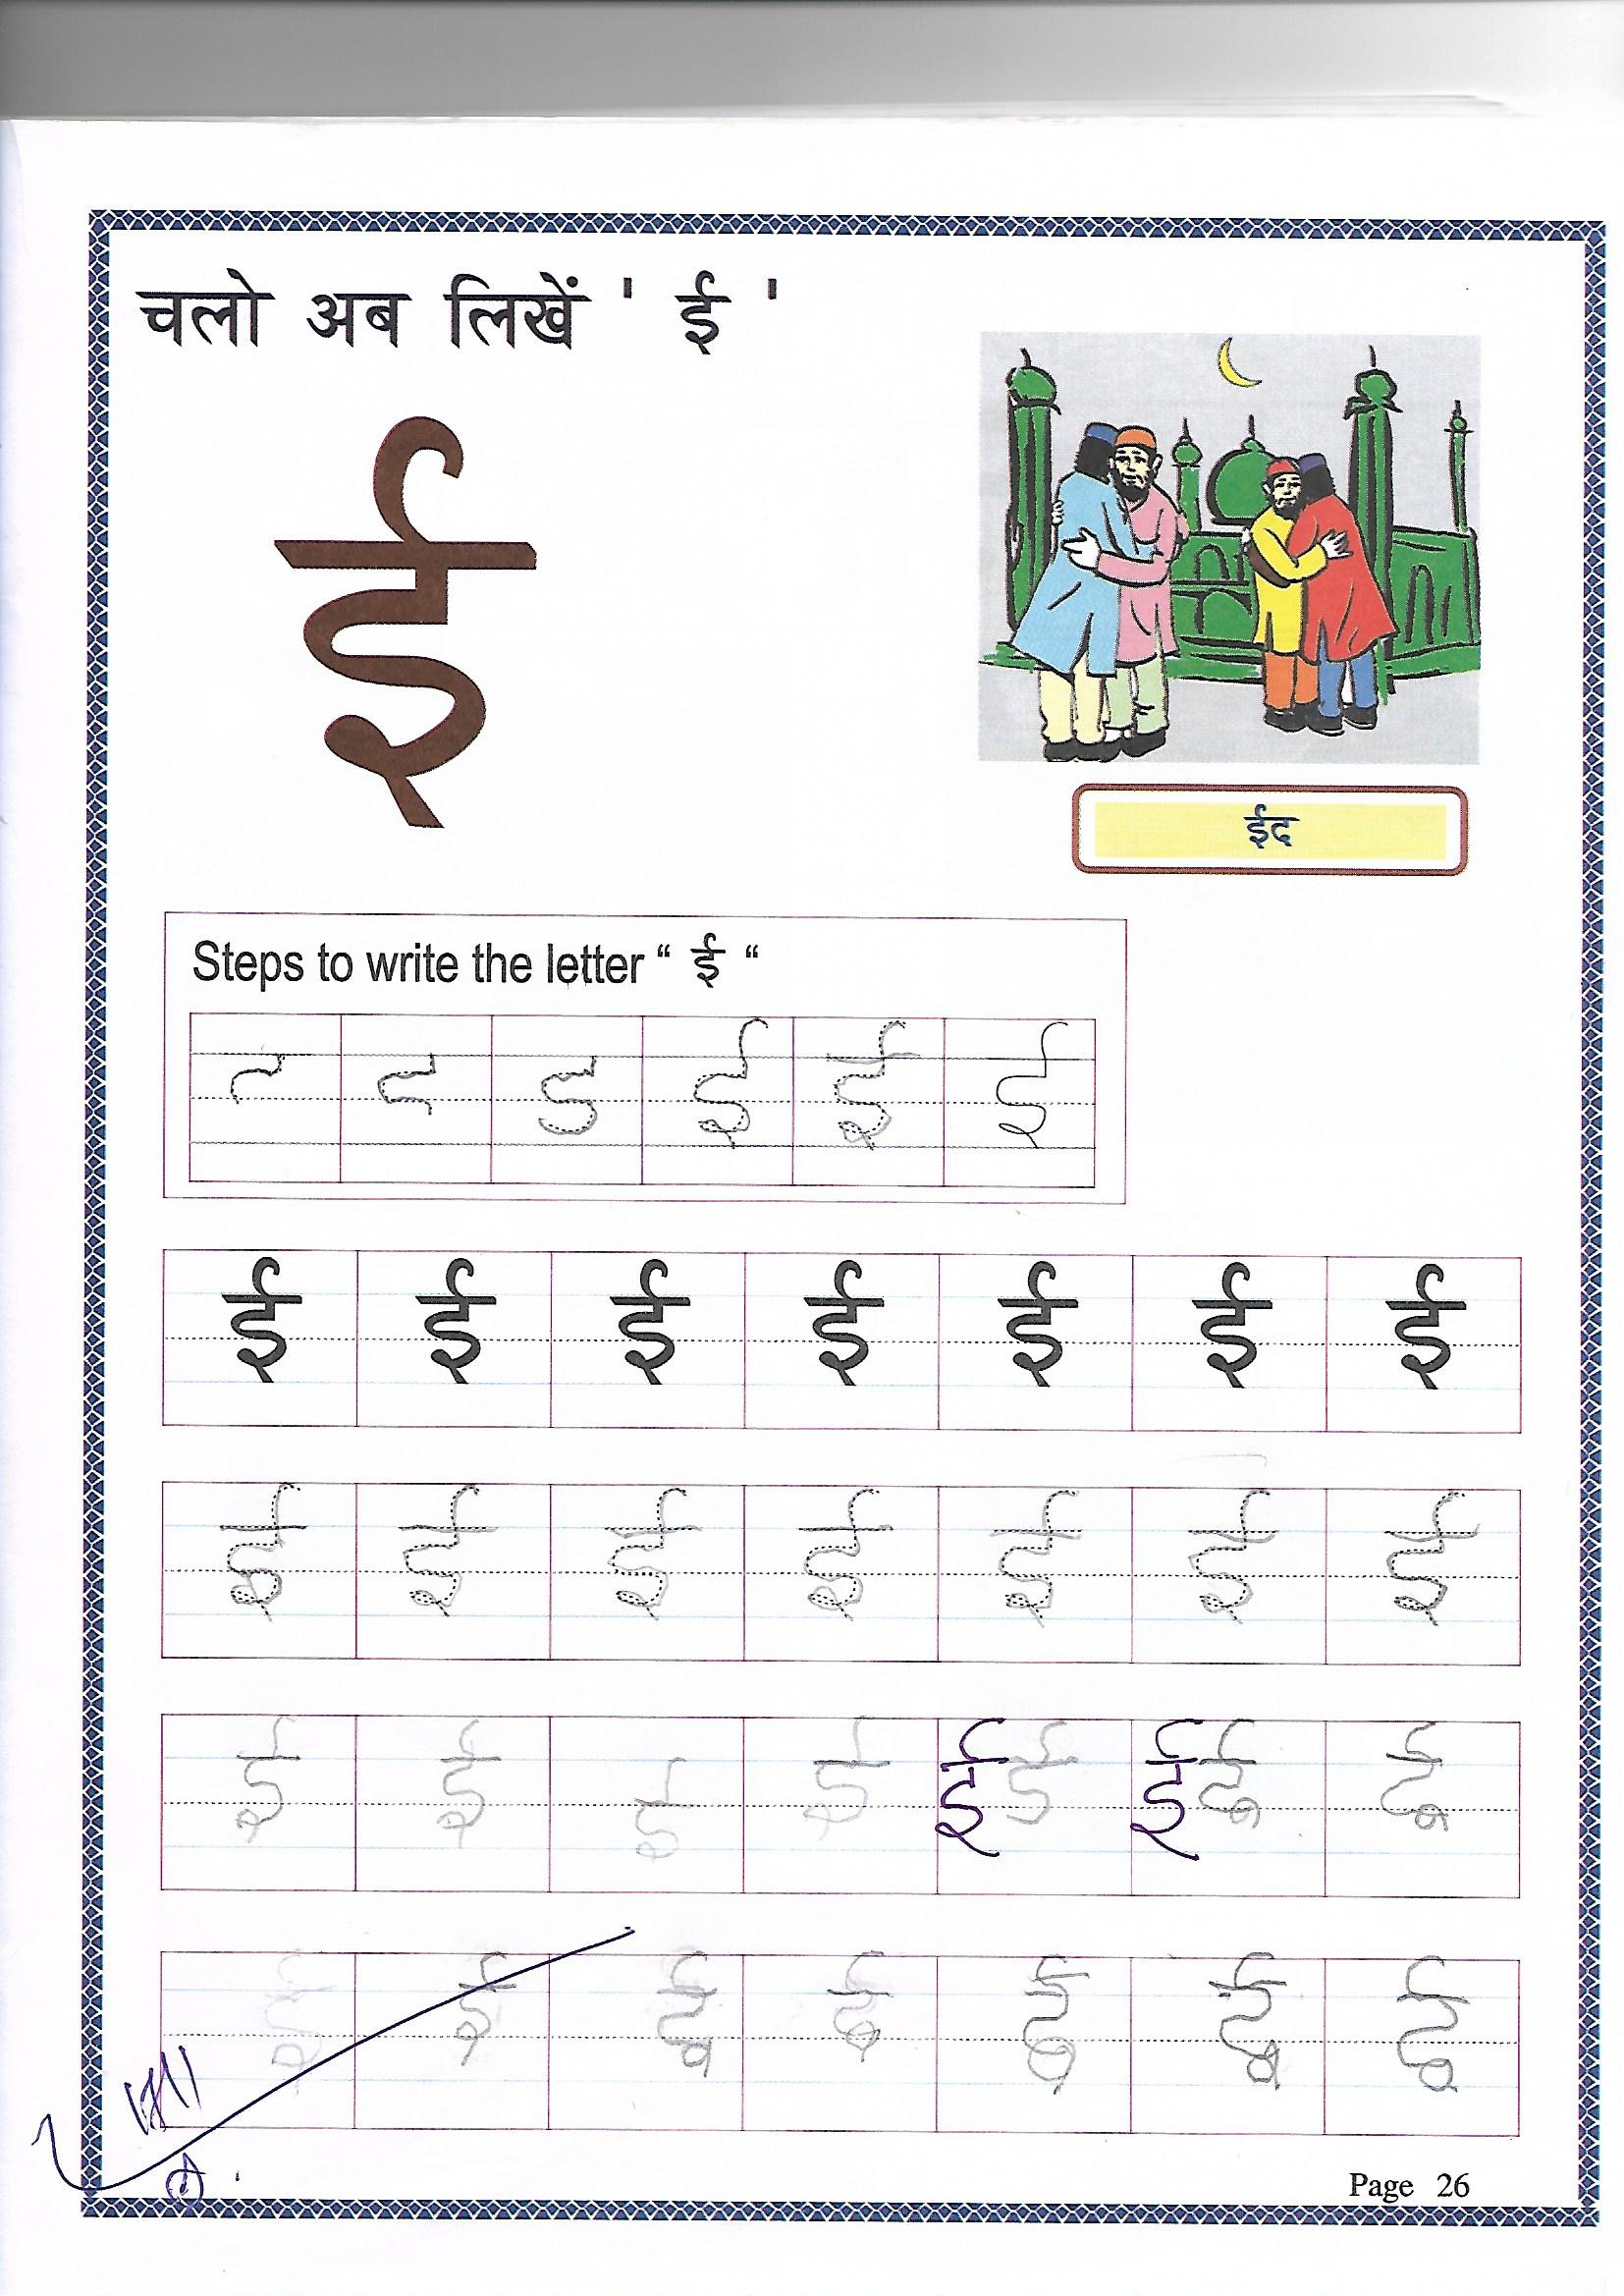 चलो अब लिखें ' ई '
ई
ईद
Steps to write the letter “ ई “
ई ई ई
ई ई ई ई ई ई ई
ई ई ई ई ई ई ई
ई ई ई ई ई ई ई ई ई
ई ई ई ई ई ई ई
Page 26